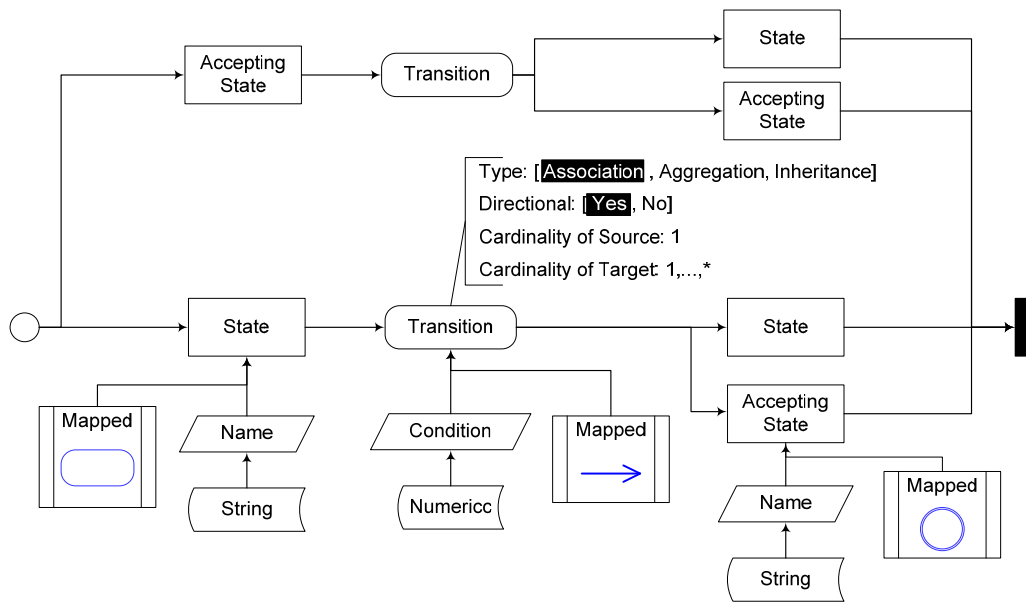 State
Accepting
State
Transition
Accepting
State
Type: [Association , Aggregation, Inheritance]
Directional: [Yes, No]
Cardinality of Source: 1
Cardinality of Target: 1,...,*
State
Transition
State
Accepting
State
Mapped
Name
Condition
Mapped
String
Numericc
Name
Mapped
String